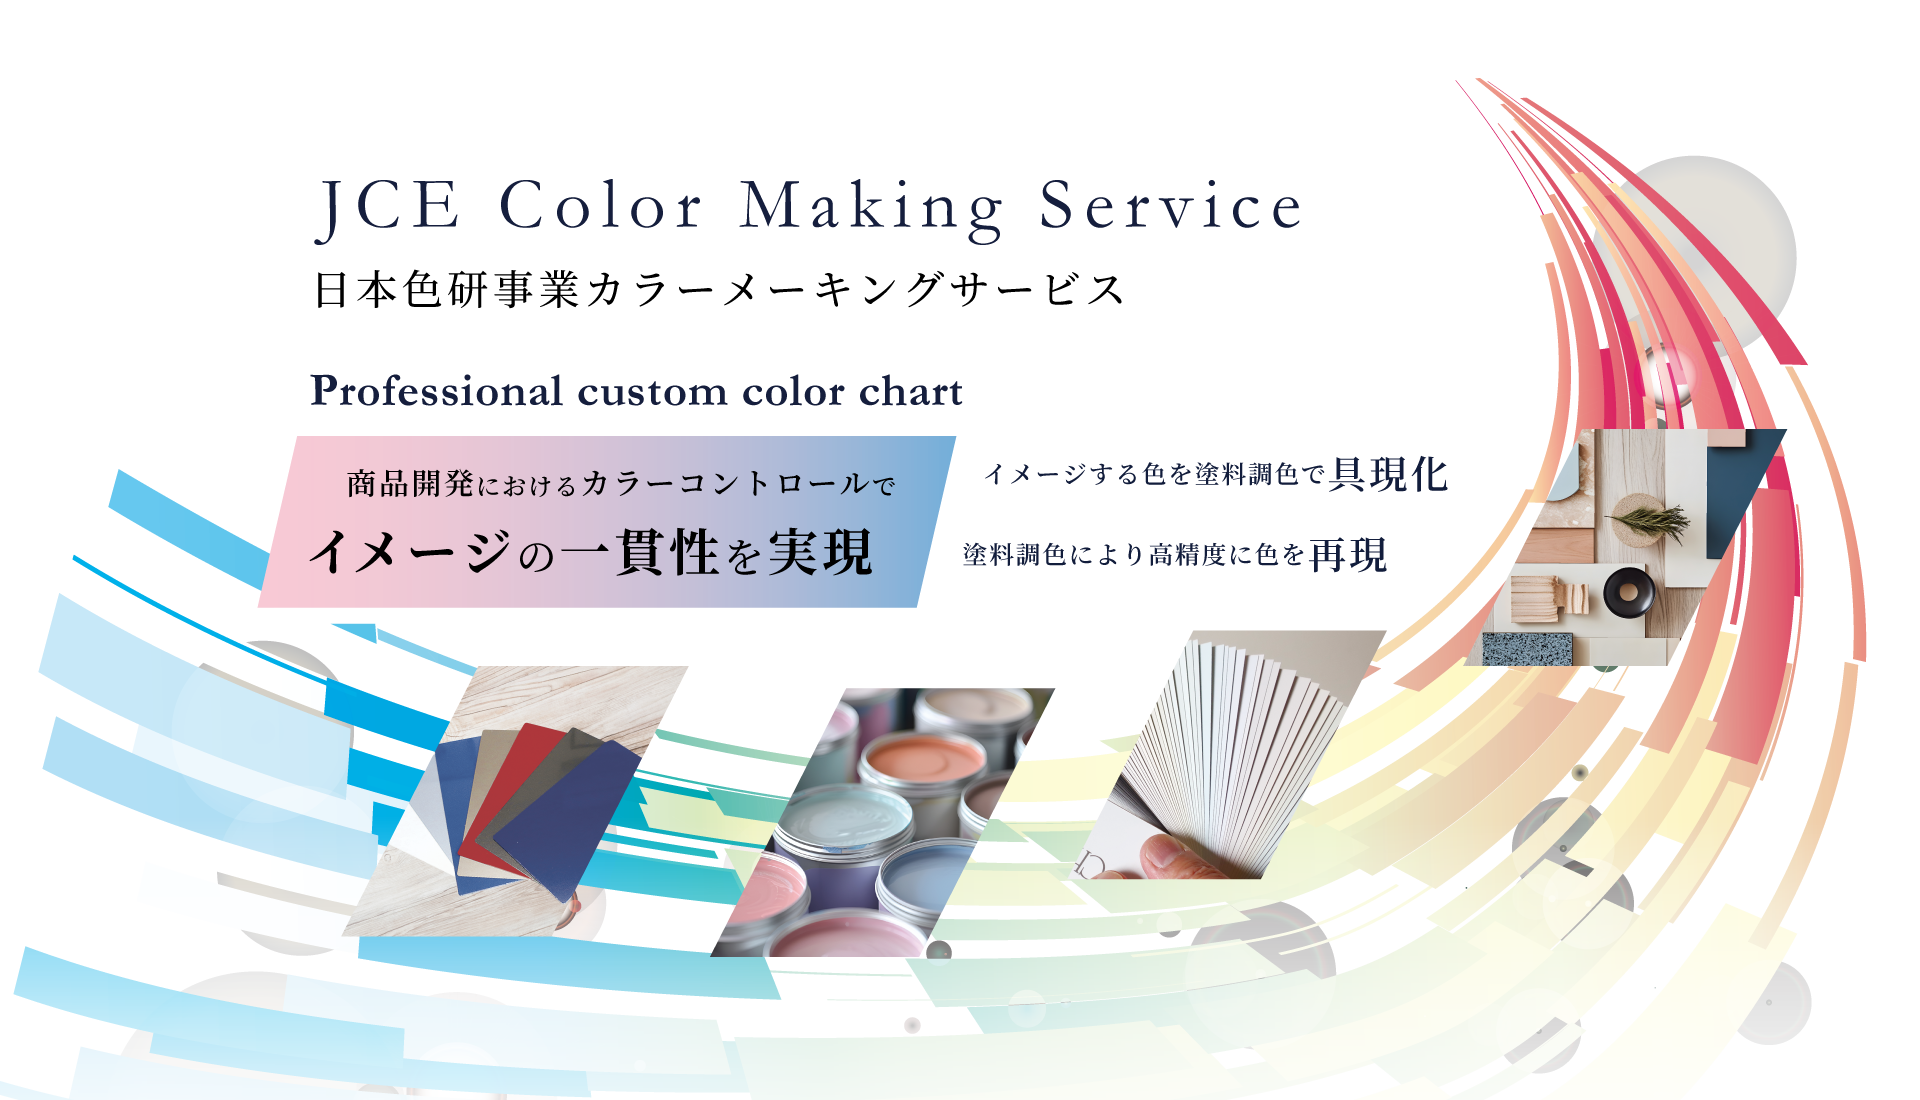 JCE Color Making Service
日本色研事業カラーメーキングサービス
Professional custom color chart
商品開発におけるカラーコントロールで
イメージの一貫性を実現
イメージする色を塗料調色で具現化
塗料調色により高精度に色を再現